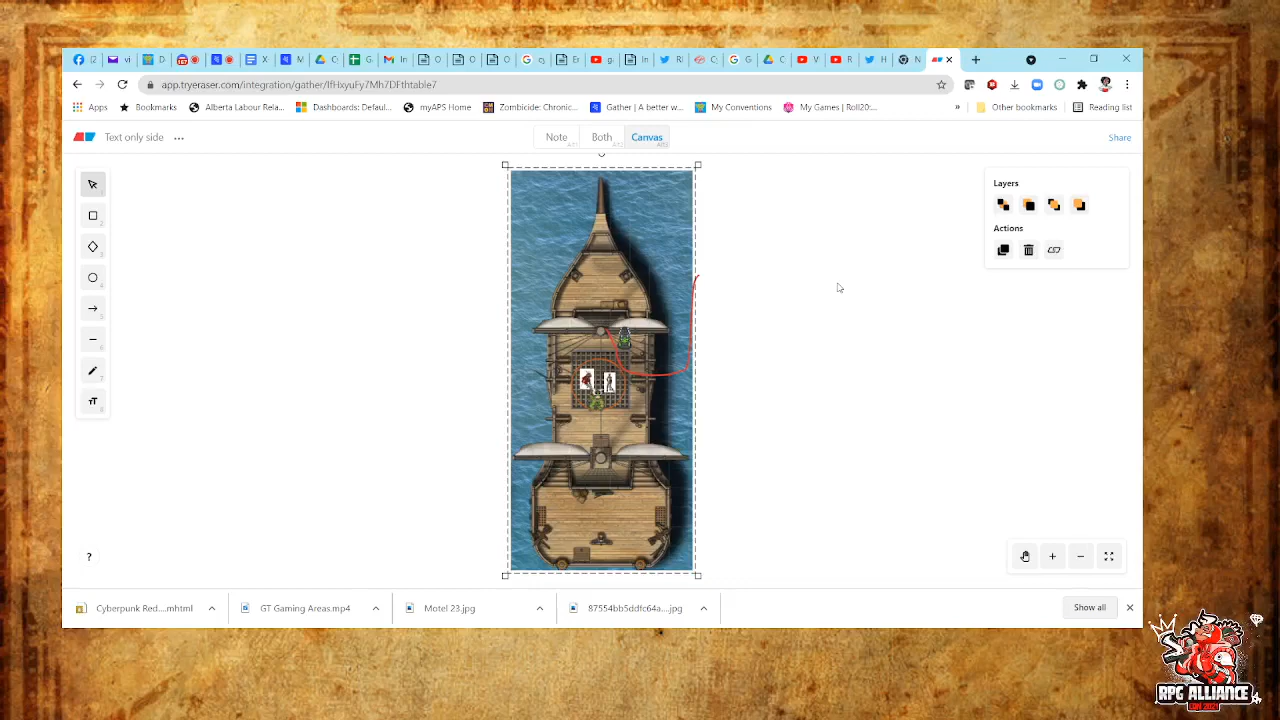 app.tryeraser.com/integration/gather/
Apps Bookmarks Alberta Labour Rela... Dashboards: Defaul... myAPS Home Zombicide: Chronic... Gather | A better w... My Conventions My Games | Roll20:... » Other bookmarks Reading list
Text only side ...
Note Both Canvas
Share
Layers
Actions
?
Cyberpunk Red....mhtml GT Gaming Areas.mp4 Motel 23.jpg 87554bb5ddfc64a....jpg Show all
RPG ALLIANCE
CON 2021